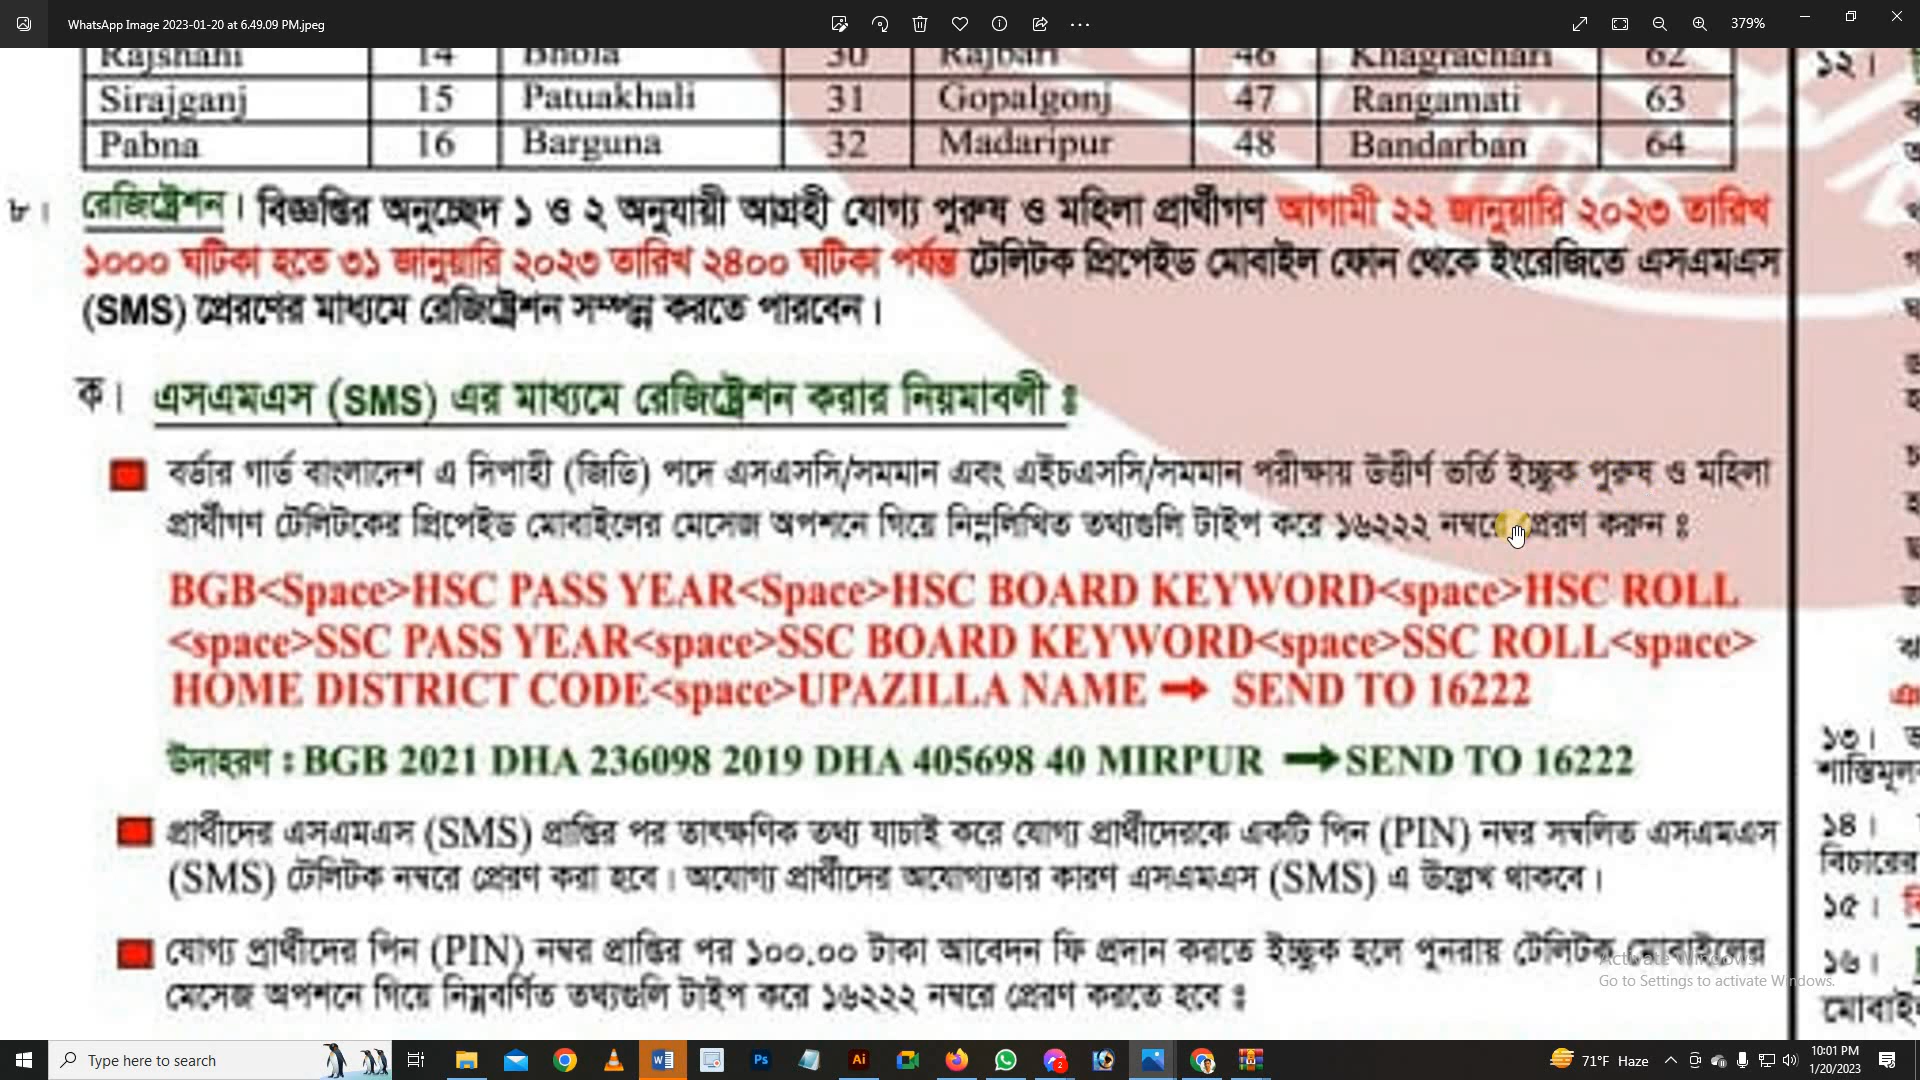 WhatsApp Image 2023-01-20 at 6.49.09 PM.jpeg
379%
Rajshahi 14 Bhola 30 Rajbari 46 Khagrachari 62
Sirajganj 15 Patuakhali 31 Gopalgonj 47 Rangamati 63
Pabna 16 Barguna 32 Madaripur 48 Bandarban 64
৮। রেজিষ্ট্রেশন। বিজ্ঞপ্তির অনুচ্ছেদ ১ ও ২ অনুযায়ী আগ্রহী যোগ্য পুরুষ ও মহিলা প্রার্থীগণ আগামী ২২ জানুয়ারি ২০২৩ তারিখ
১০০০ ঘটিকা হতে ৩১ জানুয়ারি ২০২৩ তারিখ ২৪০০ ঘটিকা পর্যন্ত টেলিটক প্রিপেইড মোবাইল ফোন থেকে ইংরেজিতে এসএমএস
(SMS) প্রেরণের মাধ্যমে রেজিষ্ট্রেশন সম্পন্ন করতে পারবেন।
ক। এসএমএস (SMS) এর মাধ্যমে রেজিষ্ট্রেশন করার নিয়মাবলী ঃ
বর্ডার গার্ড বাংলাদেশ এ সিপাহী (জিডি) পদে এসএসসি/সমমান এবং এইচএসসি/সমমান পরীক্ষায় উত্তীর্ণ ভর্তি ইচ্ছুক পুরুষ ও মহিলা
প্রার্থীগণ টেলিটকের প্রিপেইড মোবাইলের মেসেজ অপশনে গিয়ে নিম্নলিখিত তথ্যগুলি টাইপ করে ১৬২২২ নম্বরে প্রেরণ করুন ঃ
BGB<Space>HSC PASS YEAR<Space>HSC BOARD KEYWORD<space>HSC ROLL
<space>SSC PASS YEAR<space>SSC BOARD KEYWORD<space>SSC ROLL<space>
HOME DISTRICT CODE<space>UPAZILLA NAME ➡ SEND TO 16222
উদাহরণ : BGB 2021 DHA 236098 2019 DHA 405698 40 MIRPUR ➡SEND TO 16222
প্রার্থীদের এসএমএস (SMS) প্রাপ্তির পর তাৎক্ষণিক তথ্য যাচাই করে যোগ্য প্রার্থীদেরকে একটি পিন (PIN) নম্বর সম্বলিত এসএমএস
(SMS) টেলিটক নম্বরে প্রেরণ করা হবে। অযোগ্য প্রার্থীদের অযোগ্যতার কারণ এসএমএস (SMS) এ উল্লেখ থাকবে।
যোগ্য প্রার্থীদের পিন (PIN) নম্বর প্রাপ্তির পর ১০০.০০ টাকা আবেদন ফি প্রদান করতে ইচ্ছুক হলে পুনরায় টেলিটক মোবাইলের
মেসেজ অপশনে গিয়ে নিম্নবর্ণিত তথ্যগুলি টাইপ করে ১৬২২২ নম্বরে প্রেরণ করতে হবে ঃ
১২।
১৩।
শাস্তিমূল
১৪।
বিচারের
১৫।
১৬।
মোবাই
Activate Windows
Go to Settings to activate Windows.
Type here to search
71°F Haze
10:01 PM
1/20/2023